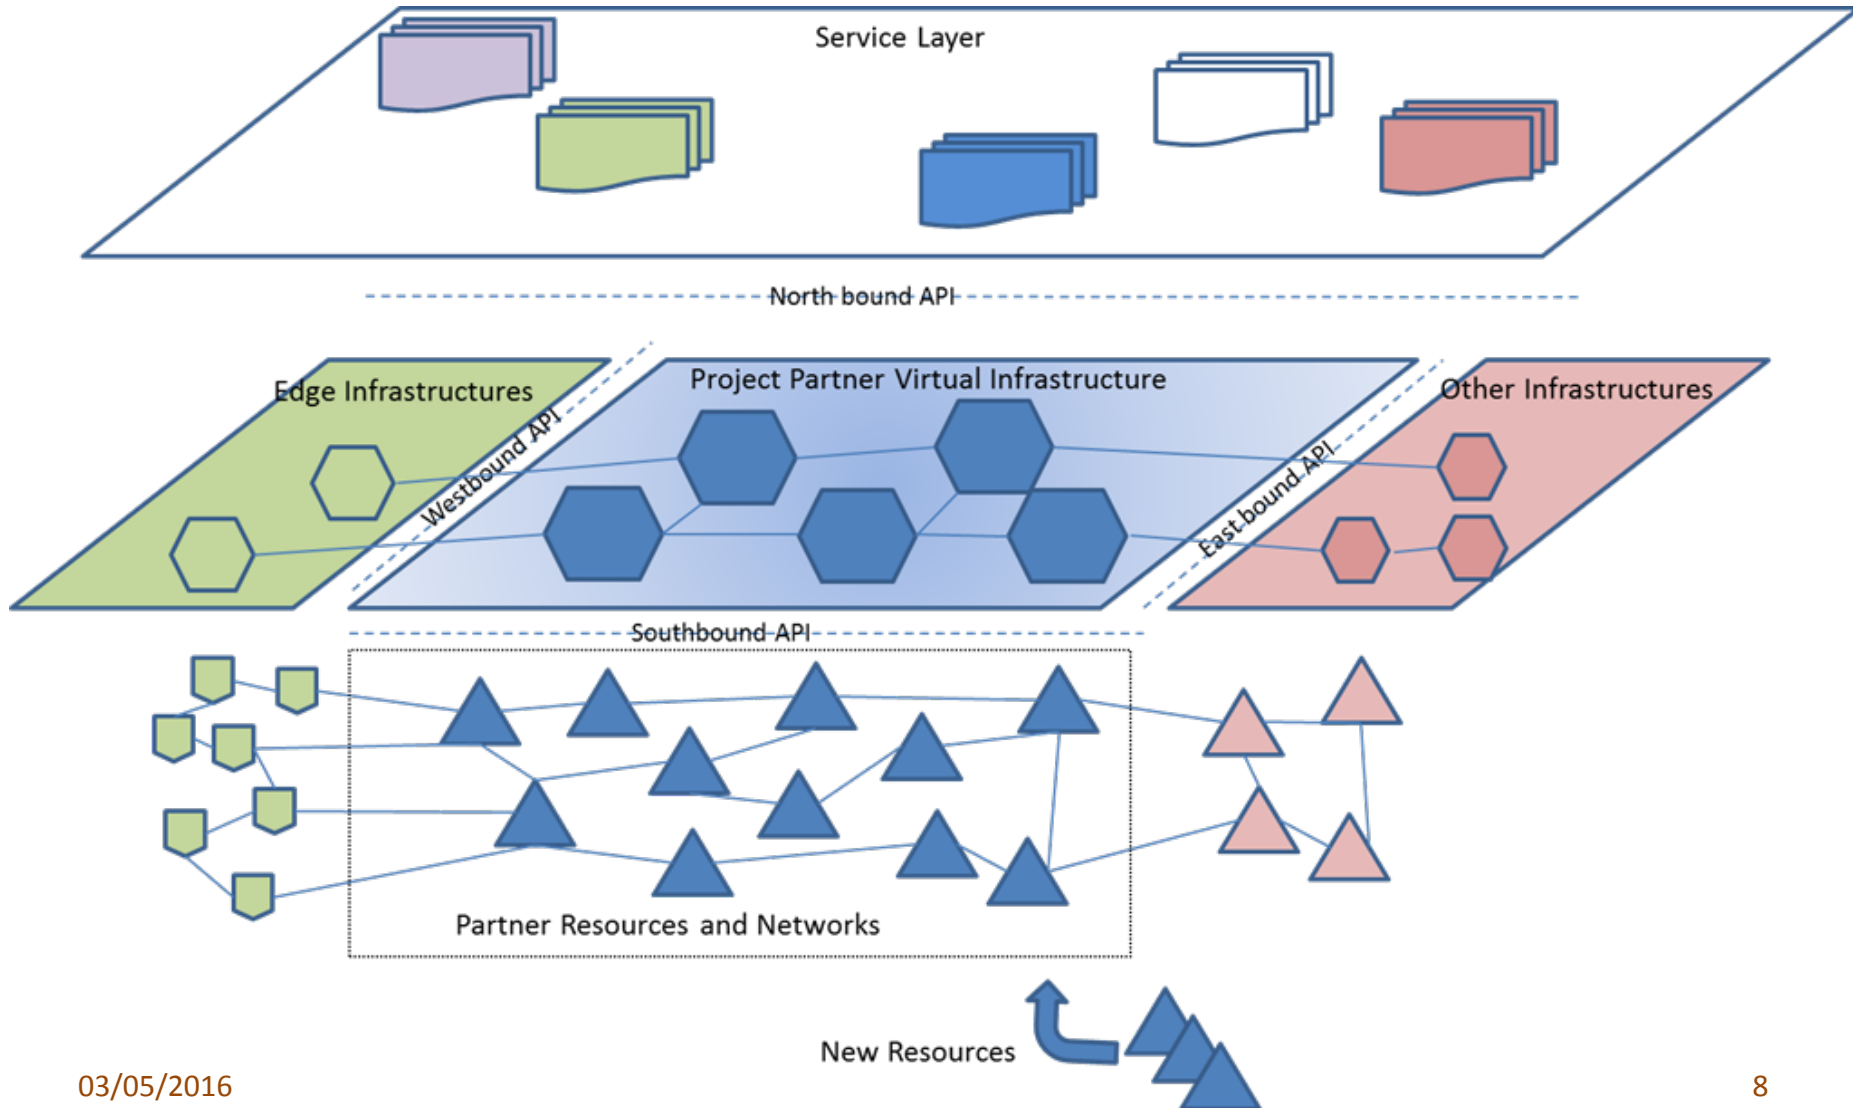 Service Layer
North bound API
Edge Infrastructures
Westbound API
Project Partner Virtual Infrastructure
East bound API
Other Infrastructures
Southbound API
Partner Resources and Networks
New Resources
03/05/2016
8